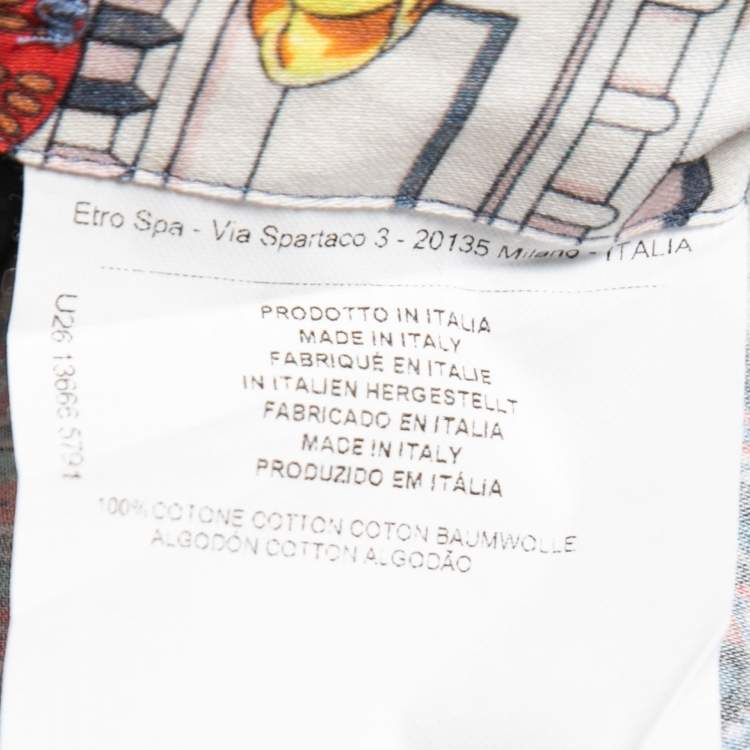 Etro Spa - Via Spartaco 3 - 20135 Milano - ITALIA
PRODOTTO IN ITALIA
MADE IN ITALY
FABRIQUÉ EN ITALIE
IN ITALIEN HERGESTELLT
FABRICADO EN ITALIA
MADE IN ITALY
PRODUZIDO EM ITÁLIA
100% COTONE COTTON COTON BAUMWOLLE
ALGODÓN COTTON ALGODÃO
U26 13666 5791